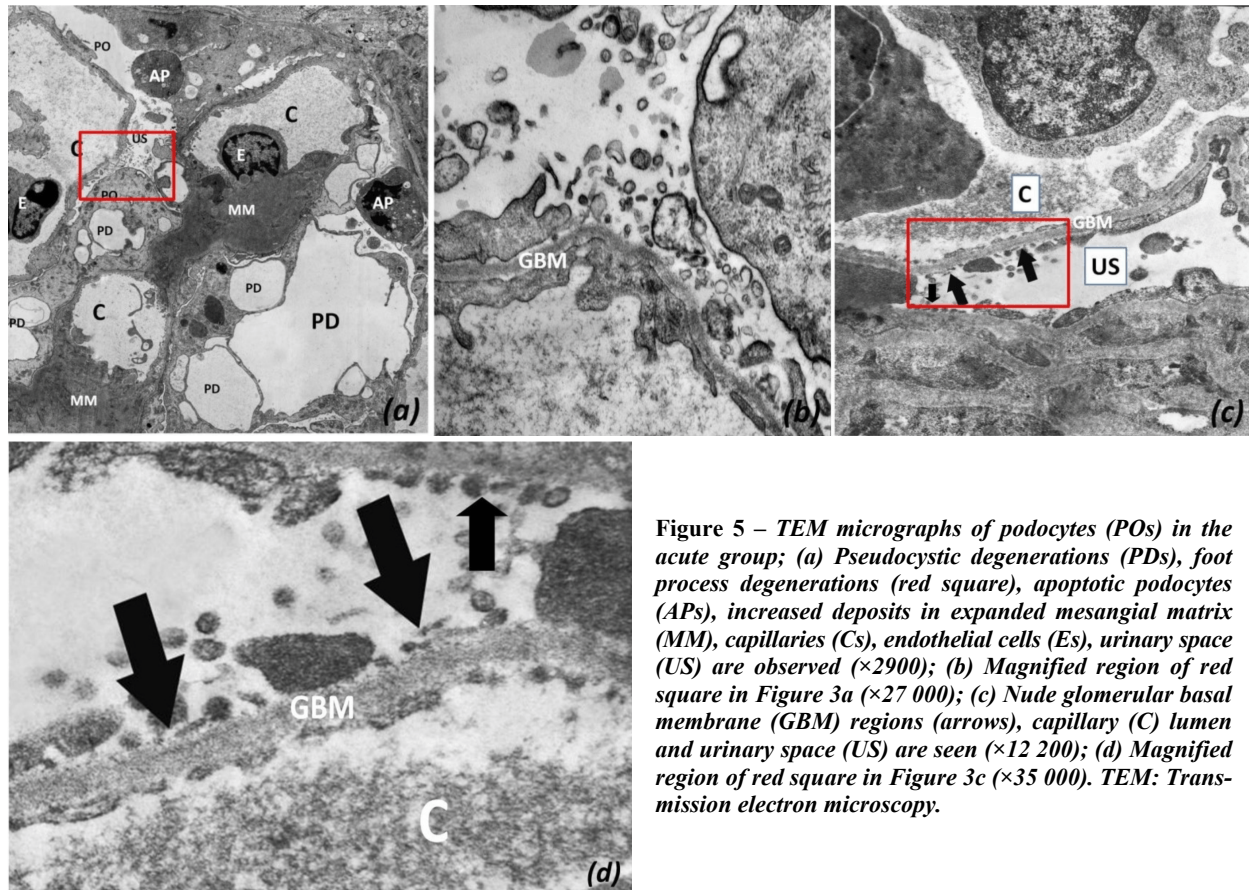 PO
AP
C
US
C
E
E
PO
MM
AP
PD
PD
C
PD
PD
PD
MM
(a)
GBM
(b)
C
GBM
US
(c)
GBM
C
(d)
Figure 5 – TEM micrographs of podocytes (POs) in the
acute group; (a) Pseudocystic degenerations (PDs), foot
process degenerations (red square), apoptotic podocytes
(APs), increased deposits in expanded mesangial matrix
(MM), capillaries (Cs), endothelial cells (Es), urinary space
(US) are observed (×2900); (b) Magnified region of red
square in Figure 3a (×27 000); (c) Nude glomerular basal
membrane (GBM) regions (arrows), capillary (C) lumen
and urinary space (US) are seen (×12 200); (d) Magnified
region of red square in Figure 3c (×35 000). TEM: Trans-
mission electron microscopy.